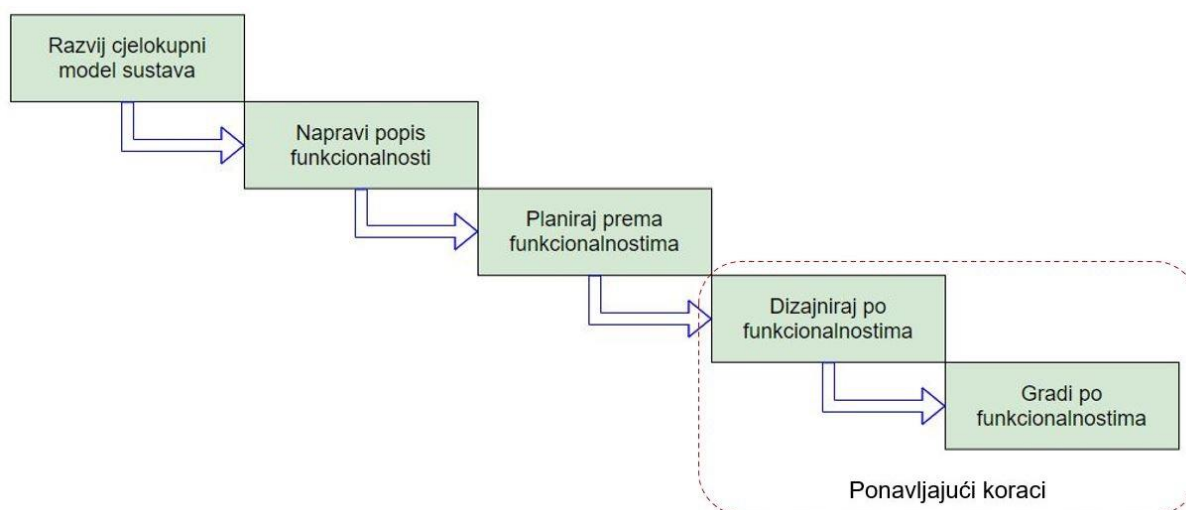 Razvij cjelokupni
model sustava
Napravi popis
funkcionalnosti
Planiraj prema
funkcionalnostima
Dizajniraj po
funkcionalnostima
Gradi po
funkcionalnostima
Ponavljajući koraci